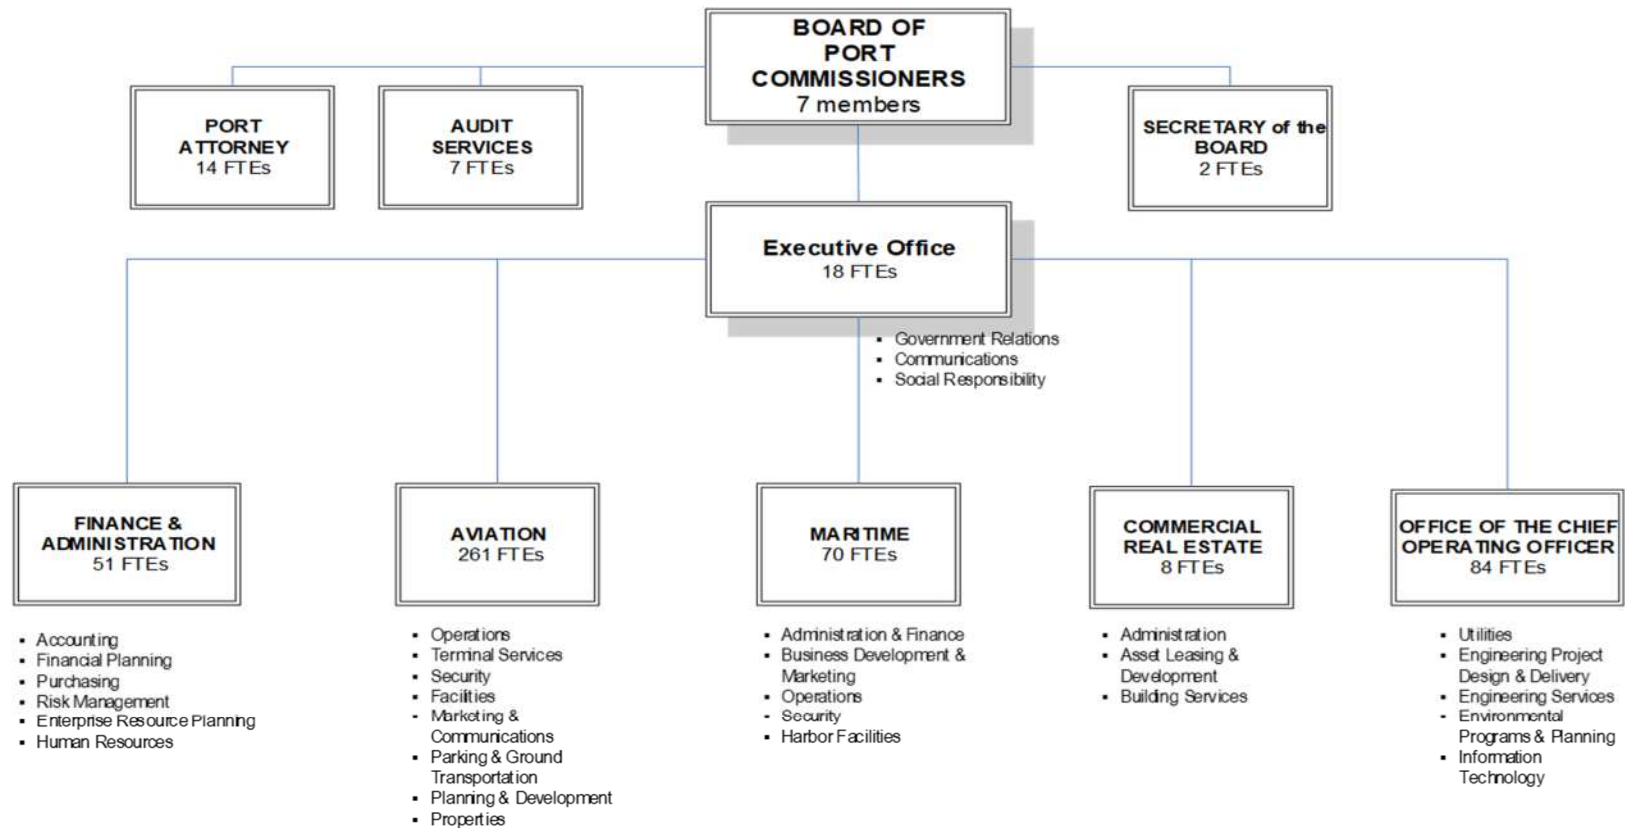 BOARD OF
PORT
COMMISSIONERS
7 members
PORT
ATTORNEY
14 FTEs
AUDIT
SERVICES
7 FTEs
SECRETARY of the
BOARD
2 FTEs
Executive Office
18 FTEs
▪ Government Relations
▪ Communications
▪ Social Responsibility
FINANCE &
ADMINISTRATION
51 FTEs
▪ Accounting
▪ Financial Planning
▪ Purchasing
▪ Risk Management
▪ Enterprise Resource Planning
▪ Human Resources
AVIATION
261 FTEs
▪ Operations
▪ Terminal Services
▪ Security
▪ Facilities
▪ Marketing &
Communications
▪ Parking & Ground
Transportation
▪ Planning & Development
▪ Properties
MARITIME
70 FTEs
▪ Administration & Finance
▪ Business Development &
Marketing
▪ Operations
▪ Security
▪ Harbor Facilities
COMMERCIAL
REAL ESTATE
8 FTEs
▪ Administration
▪ Asset Leasing &
Development
▪ Building Services
OFFICE OF THE CHIEF
OPERATING OFFICER
84 FTEs
▪ Utilities
▪ Engineering Project
Design & Delivery
▪ Engineering Services
▪ Environmental
Programs & Planning
▪ Information
Technology